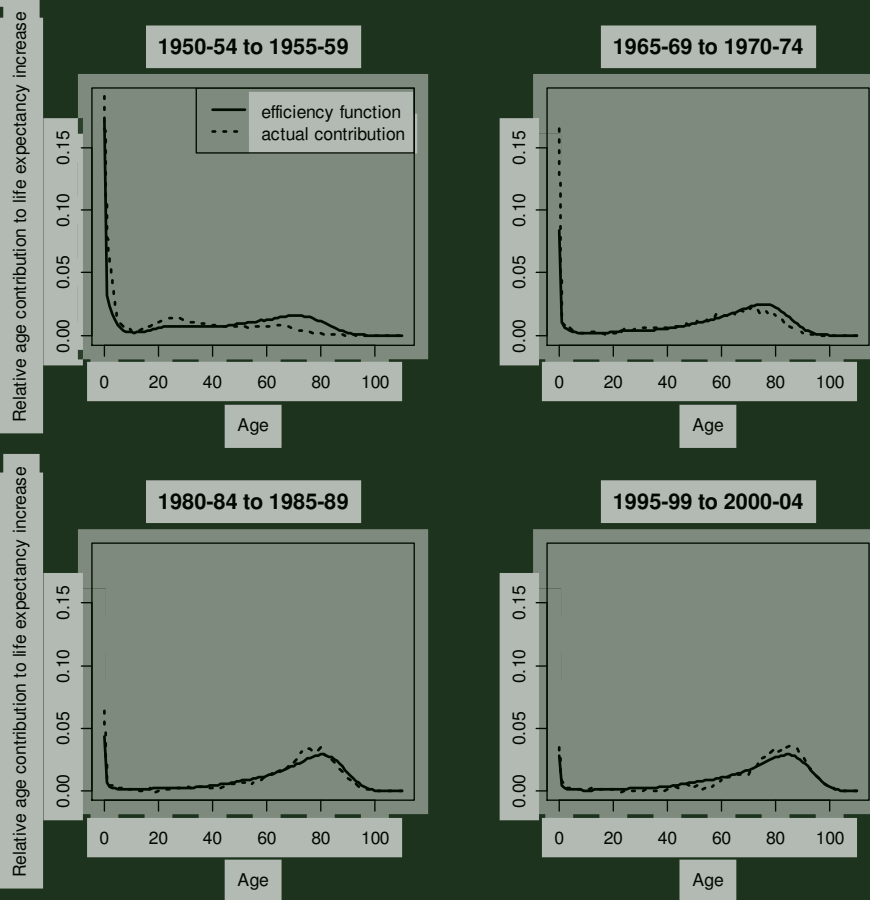 1950-54 to 1955-59
Relative age contribution to life expectancy increase
efficiency function
actual contribution
0.15
0.10
0.05
0.00
0 20 40 60 80 100
Age
1965-69 to 1970-74
0.15
0.10
0.05
0.00
0 20 40 60 80 100
Age
1980-84 to 1985-89
Relative age contribution to life expectancy increase
0.15
0.10
0.05
0.00
0 20 40 60 80 100
Age
1995-99 to 2000-04
0.15
0.10
0.05
0.00
0 20 40 60 80 100
Age